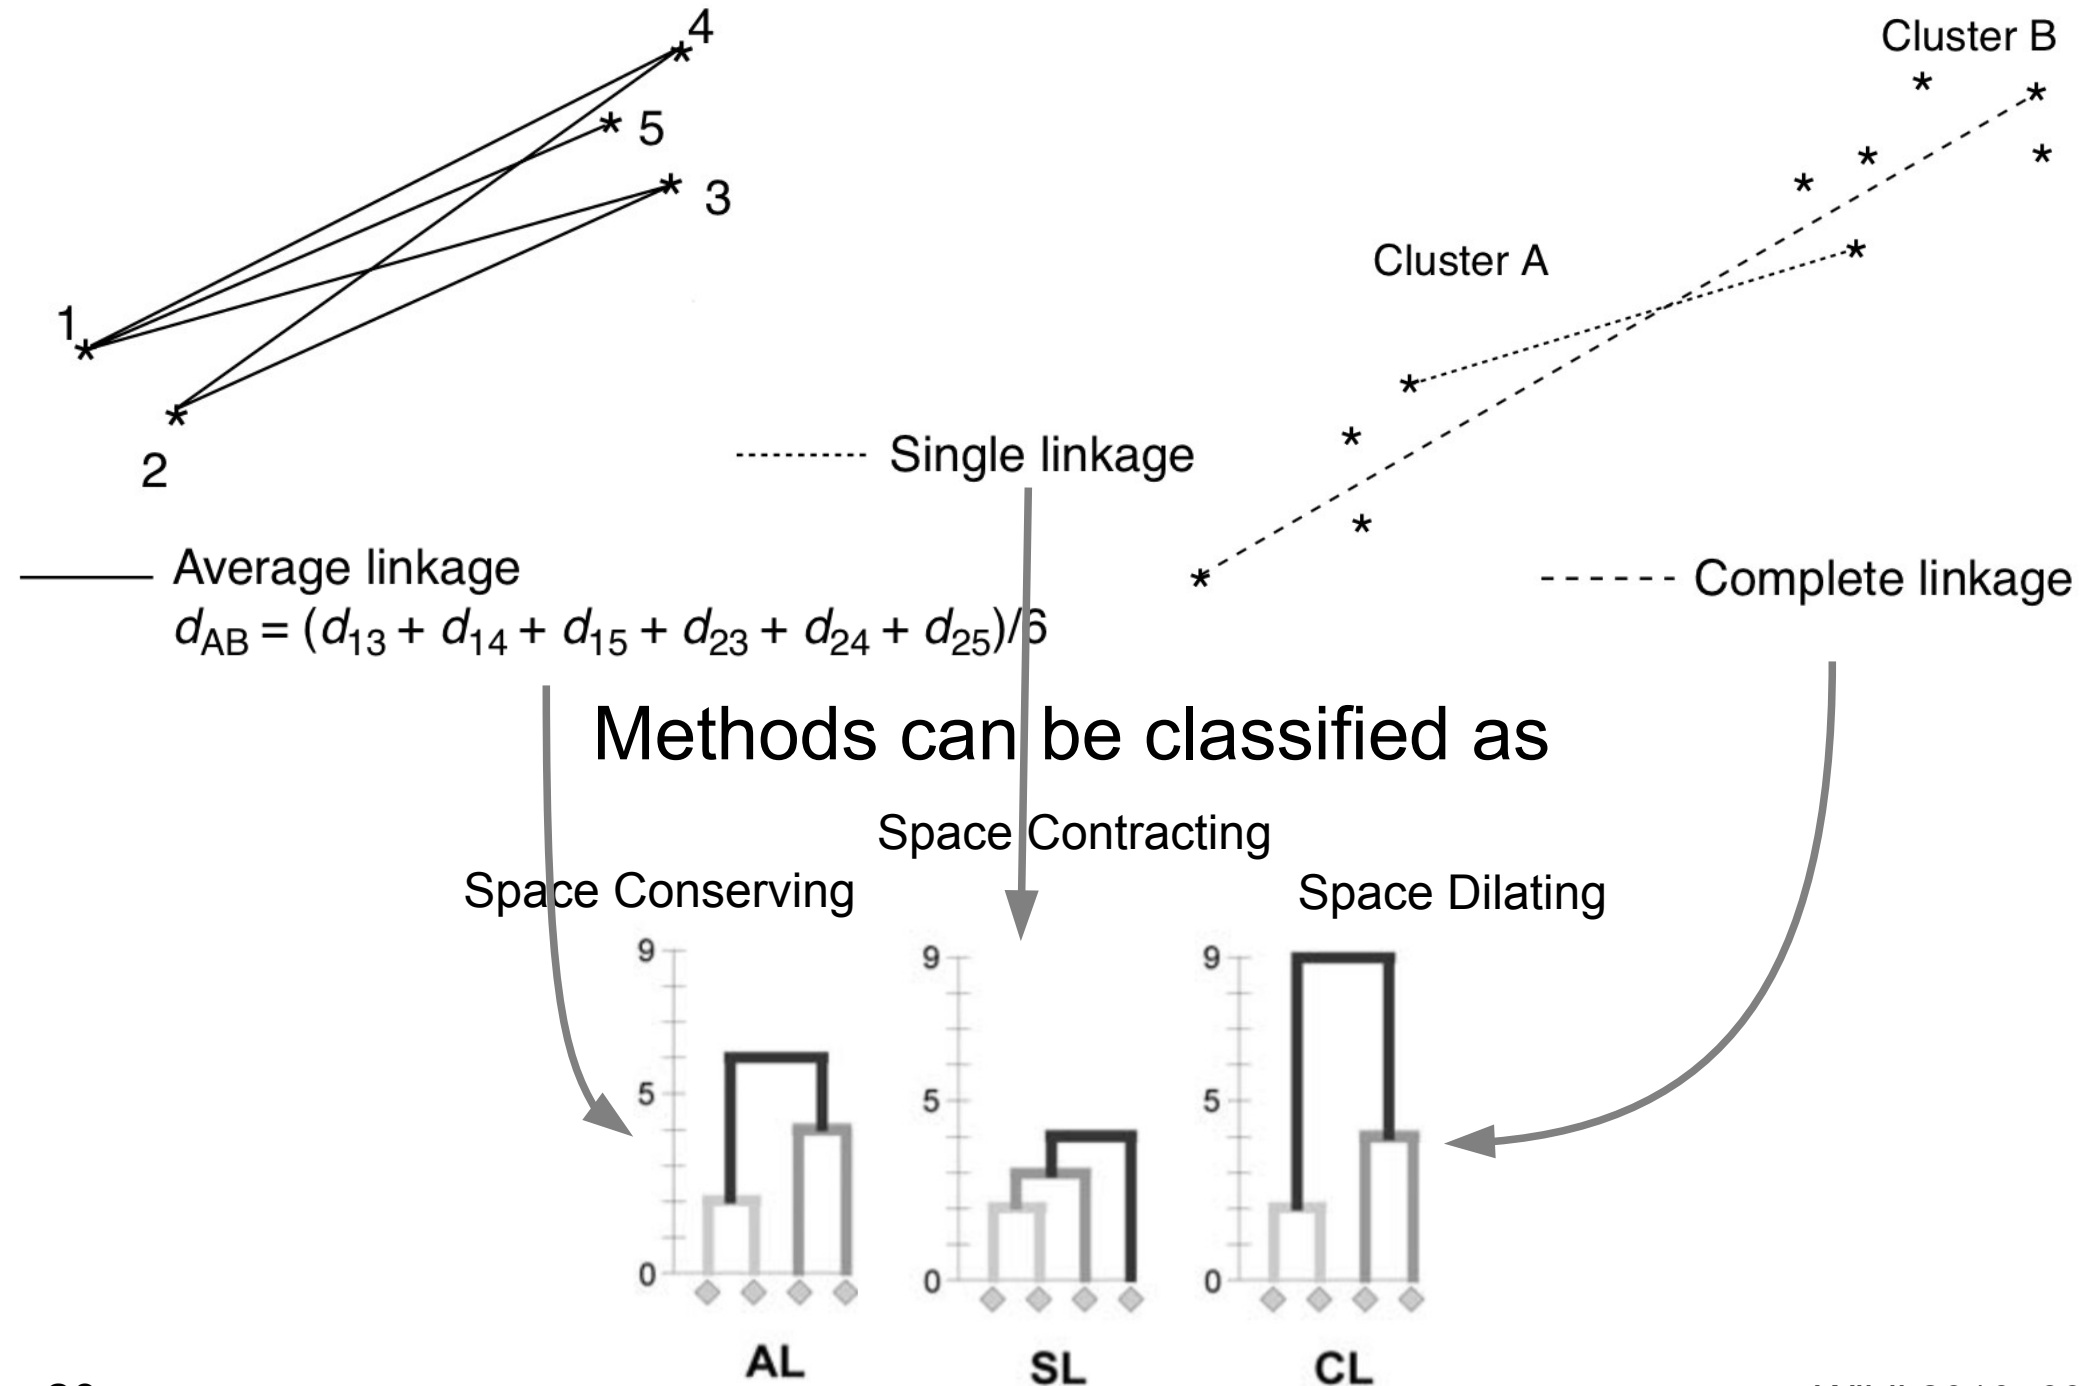 4
5
3
1
2
Cluster B
Cluster A
Single linkage
Average linkage
dAB = (d13 + d14 + d15 + d23 + d24 + d25)/6
Complete linkage
Methods can be classified as
Space Contracting
Space Conserving
Space Dilating
9
5
0
AL
9
5
0
SL
9
5
0
CL